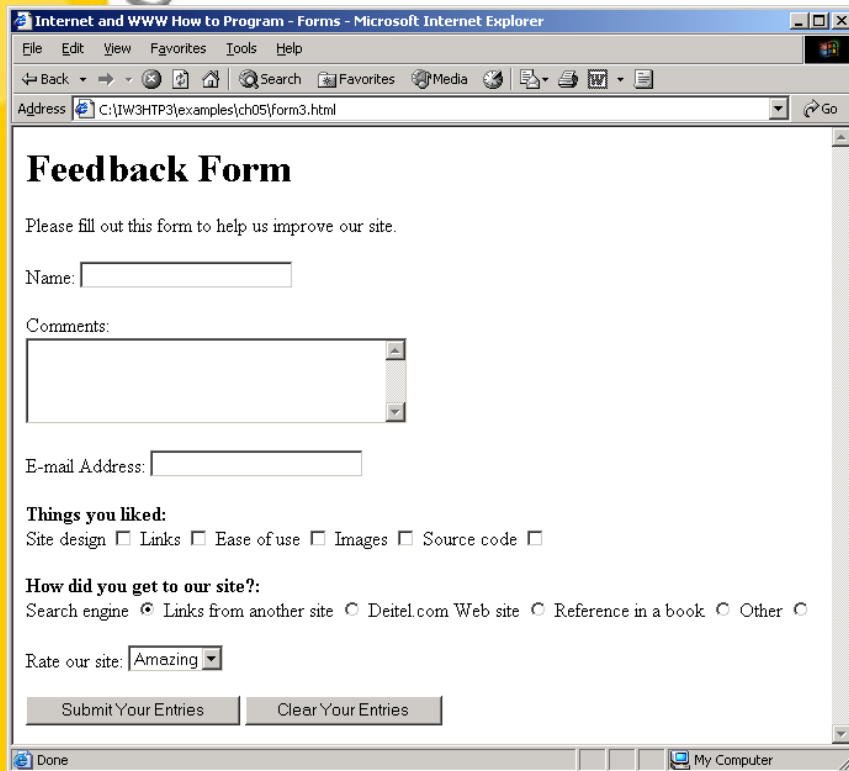 Internet and WWW How to Program - Forms - Microsoft Internet Explorer
File Edit View Favorites Tools Help
Back Search Favorites Media
Address C:\IW3HTP3\examples\ch05\form3.html Go
Feedback Form
Please fill out this form to help us improve our site.
Name:
Comments:
E-mail Address:
Things you liked:
Site design Links Ease of use Images Source code
How did you get to our site?:
Search engine Links from another site Deitel.com Web site Reference in a book Other
Rate our site: Amazing
Submit Your Entries Clear Your Entries
Done My Computer